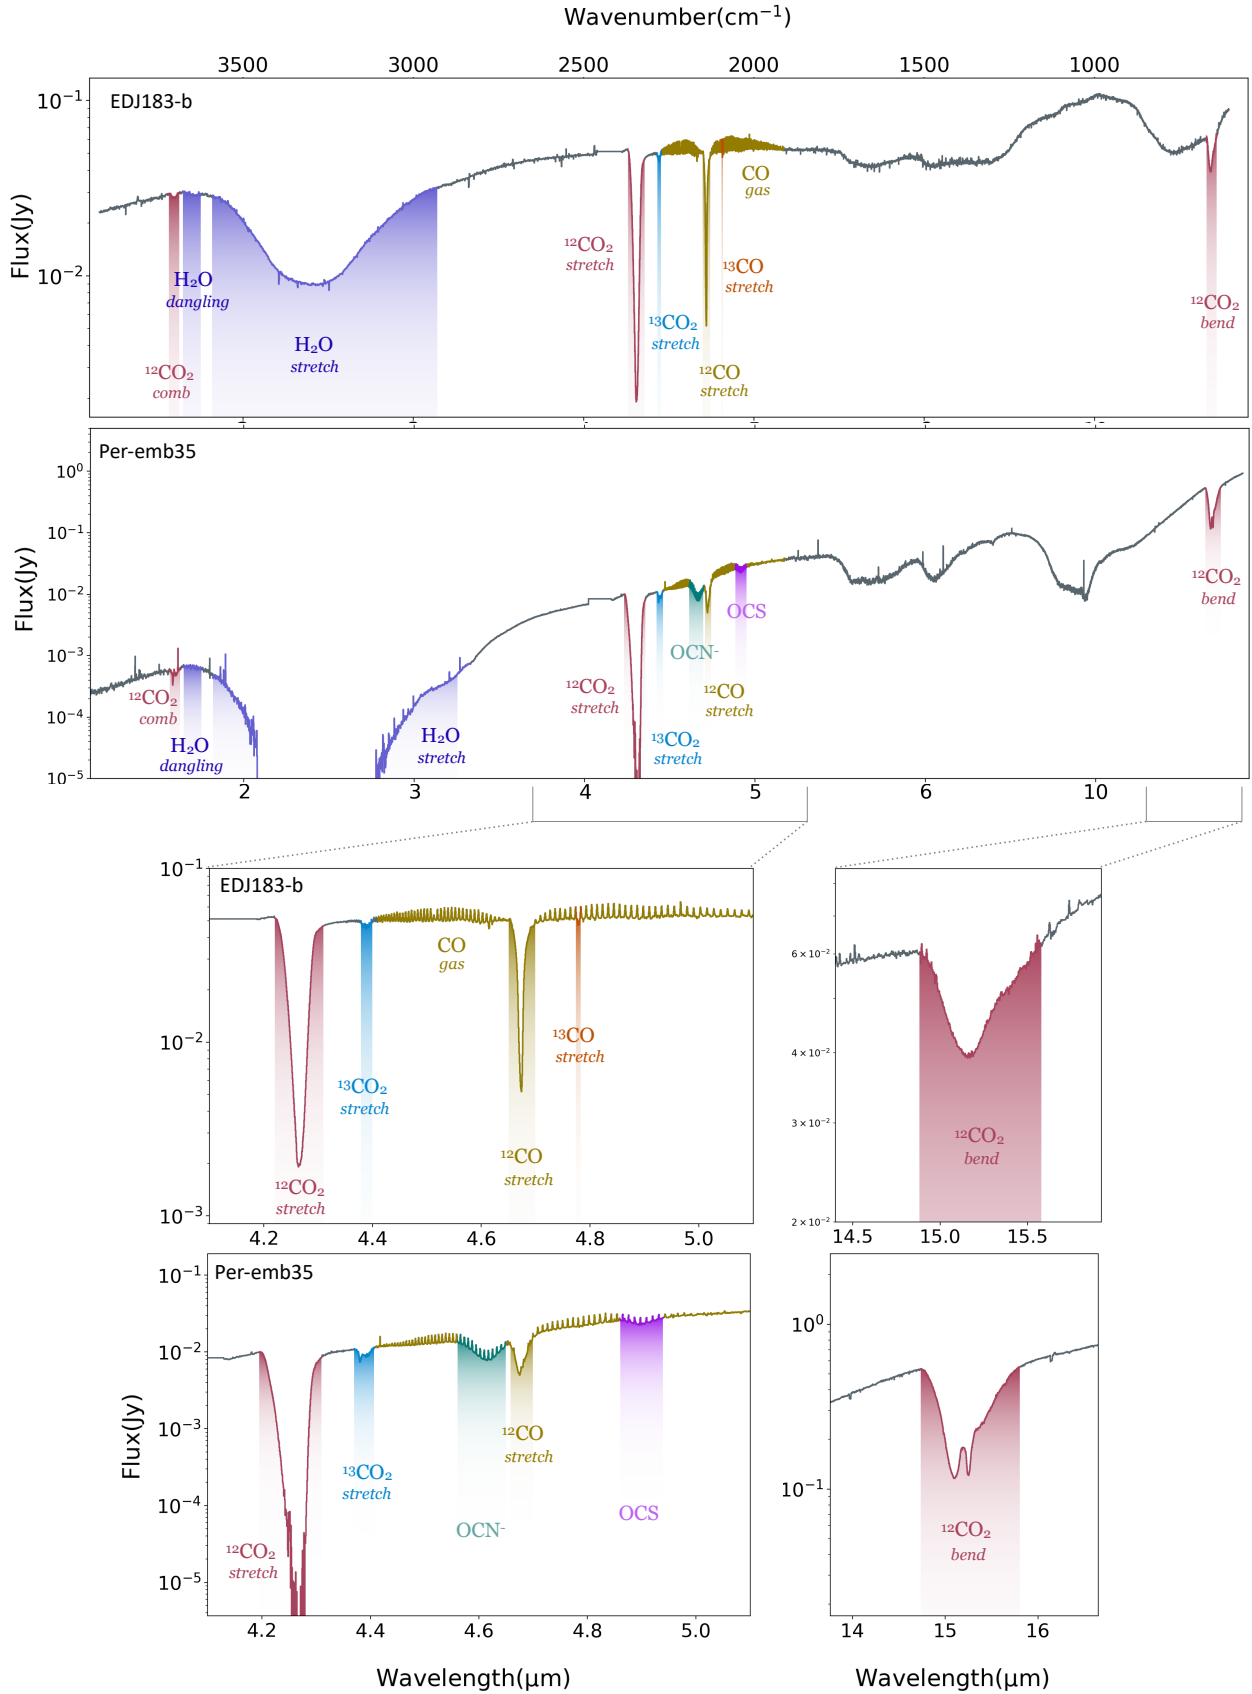 Wavenumber(cm⁻¹)
3500 3000 2500 2000 1500 1000
EDJ183-b
10⁻¹
10⁻²
Flux(Jy)
CO
gas
¹²CO₂
stretch
¹³CO
stretch
H₂O
dangling
¹²CO₂
bend
¹³CO₂
stretch
H₂O
stretch
¹²CO₂
comb
¹²CO
stretch
Per-emb35
10⁰
10⁻¹
10⁻²
10⁻³
10⁻⁴
10⁻⁵
Flux(Jy)
¹²CO₂
bend
OCS
OCN⁻
¹²CO₂
stretch
¹²CO
stretch
¹²CO₂
comb
H₂O
dangling
H₂O
stretch
¹³CO₂
stretch
2 3 4 5 6 10
EDJ183-b
10⁻¹
10⁻²
10⁻³
CO
gas
¹³CO
stretch
¹³CO₂
stretch
¹²CO
stretch
¹²CO₂
stretch
4.2 4.4 4.6 4.8 5.0
6 × 10⁻²
4 × 10⁻²
3 × 10⁻²
2 × 10⁻²
¹²CO₂
bend
14.5 15.0 15.5
Per-emb35
10⁻¹
10⁻²
10⁻³
10⁻⁴
10⁻⁵
Flux(Jy)
¹²CO
stretch
¹³CO₂
stretch
OCS
OCN⁻
¹²CO₂
stretch
4.2 4.4 4.6 4.8 5.0
Wavelength(μm)
10⁰
10⁻¹
¹²CO₂
bend
14 15 16
Wavelength(μm)